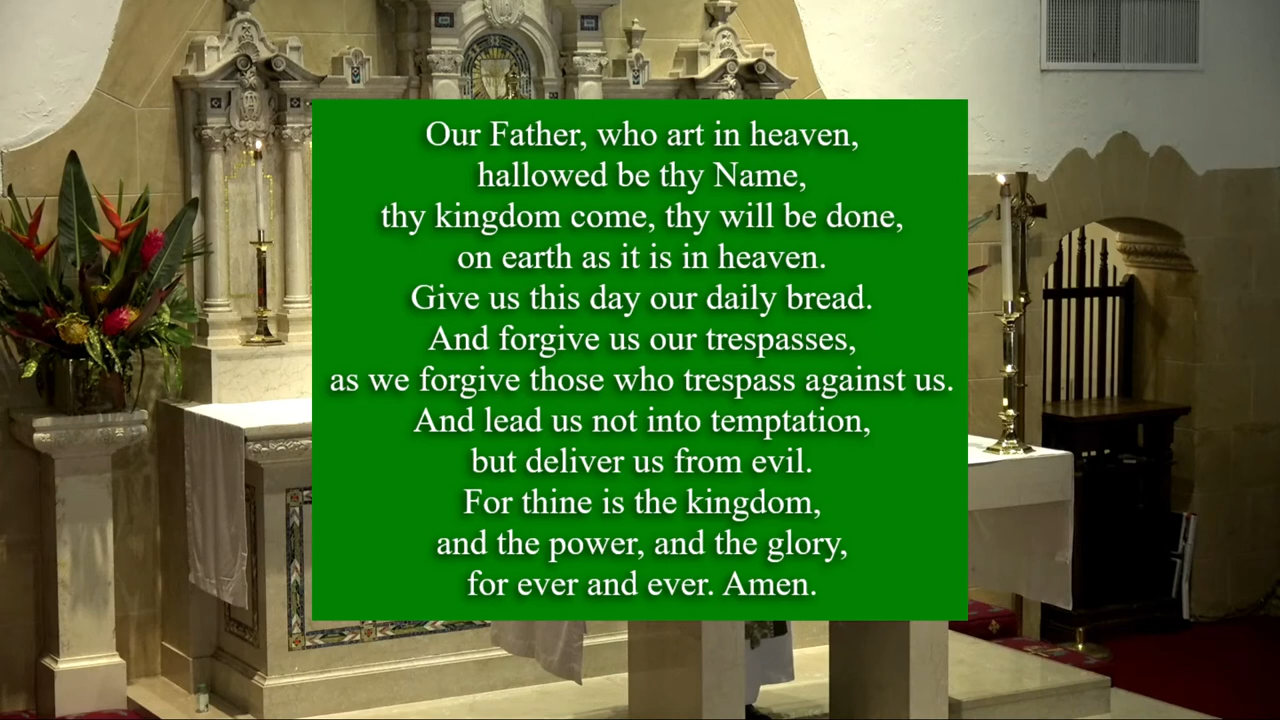 Our Father, who art in heaven,
hallowed be thy Name,
thy kingdom come, thy will be done,
on earth as it is in heaven.
Give us this day our daily bread.
And forgive us our trespasses,
as we forgive those who trespass against us.
And lead us not into temptation,
but deliver us from evil.
For thine is the kingdom,
and the power, and the glory,
for ever and ever. Amen.